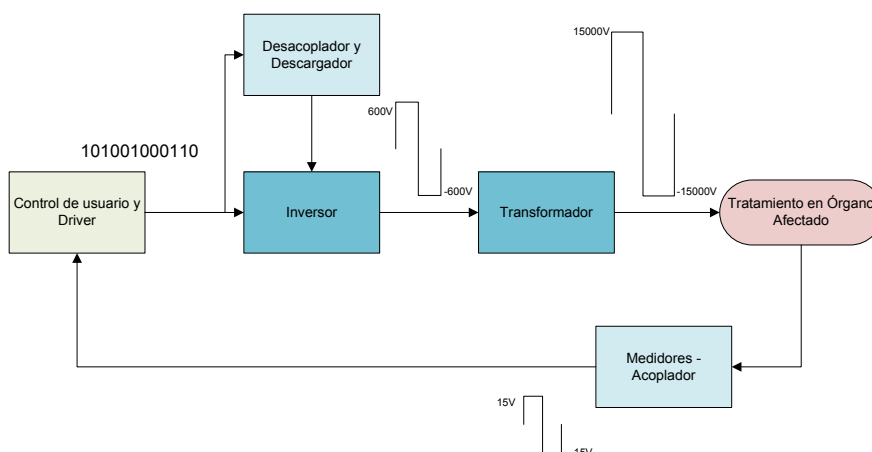 Desacoplador y
Descargador
15000V
600V
101001000110
-600V
-15000V
Control de usuario y
Driver
Inversor
Transformador
Tratamiento en Órgano
Afectado
Medidores -
Acoplador
15V
-15V